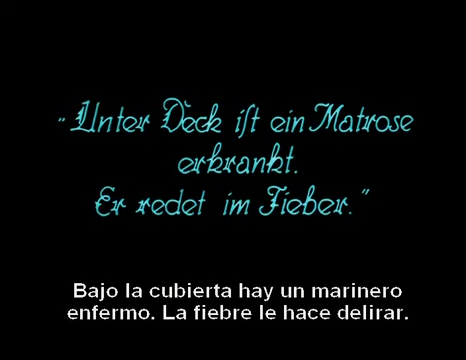 „Unter Deck iſt ein Matrose
erkrankt.
Er redet im Fieber."
Bajo la cubierta hay un marinero
enfermo. La fiebre le hace delirar.